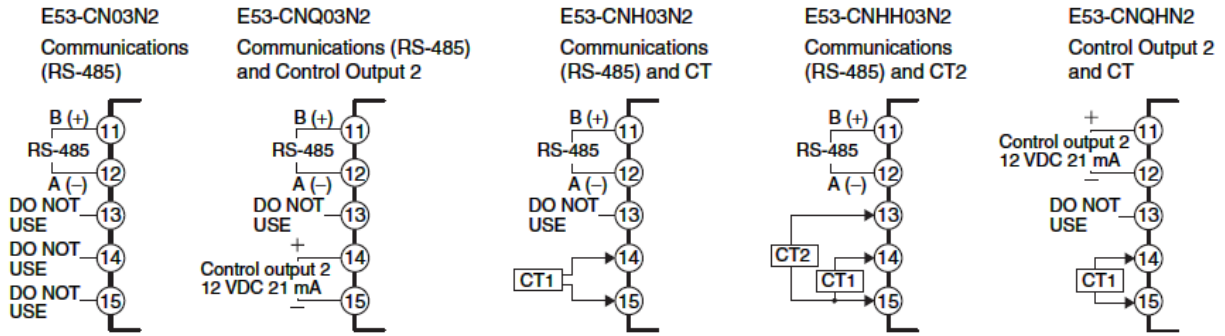 E53-CN03N2
Communications
(RS-485)
B (+)
11
RS-485
12
A (–)
DO NOT
USE
13
DO NOT
USE
14
DO NOT
USE
15
E53-CNQ03N2
Communications (RS-485)
and Control Output 2
B (+)
11
RS-485
12
A (–)
DO NOT
USE
13
+
14
Control output 2
12 VDC 21 mA
–
15
E53-CNH03N2
Communications
(RS-485) and CT
B (+)
11
RS-485
12
A (–)
DO NOT
USE
13
14
CT1
15
E53-CNHH03N2
Communications
(RS-485) and CT2
B (+)
11
RS-485
12
A (–)
13
CT2
14
CT1
15
E53-CNQHN2
Control Output 2
and CT
+
11
Control output 2
12 VDC 21 mA
–
12
DO NOT
USE
13
14
CT1
15